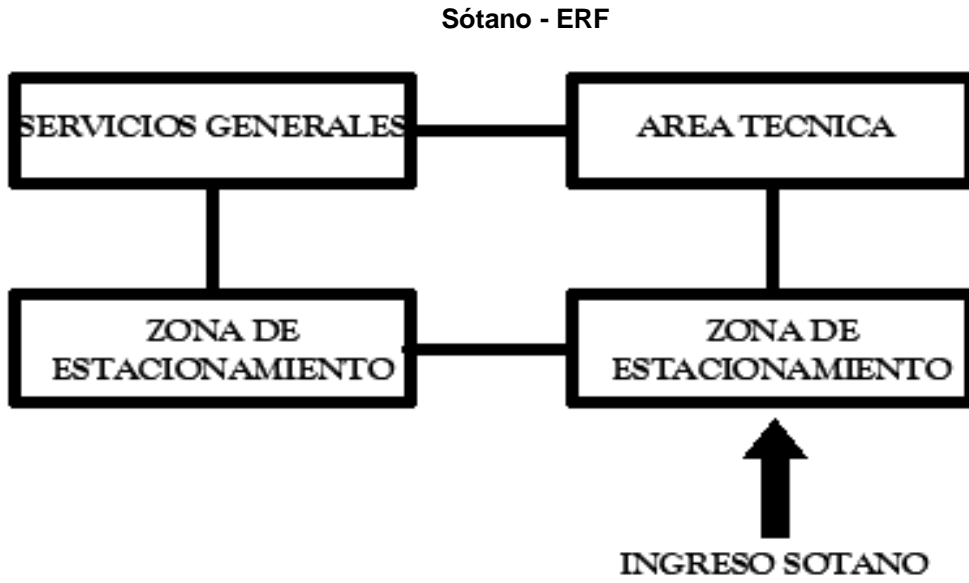 Sótano - ERF
SERVICIOS GENERALES
AREA TECNICA
ZONA DE
ESTACIONAMIENTO
ZONA DE
ESTACIONAMIENTO
INGRESO SOTANO